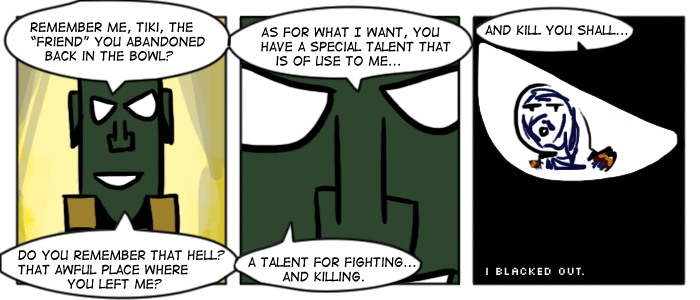 REMEMBER ME, TIKI, THE
"FRIEND" YOU ABANDONED
BACK IN THE BOWL?
DO YOU REMEMBER THAT HELL?
THAT AWFUL PLACE WHERE
YOU LEFT ME?
AS FOR WHAT I WANT, YOU
HAVE A SPECIAL TALENT THAT
IS OF USE TO ME...
A TALENT FOR FIGHTING...
AND KILLING.
AND KILL YOU SHALL...
I BLACKED OUT.